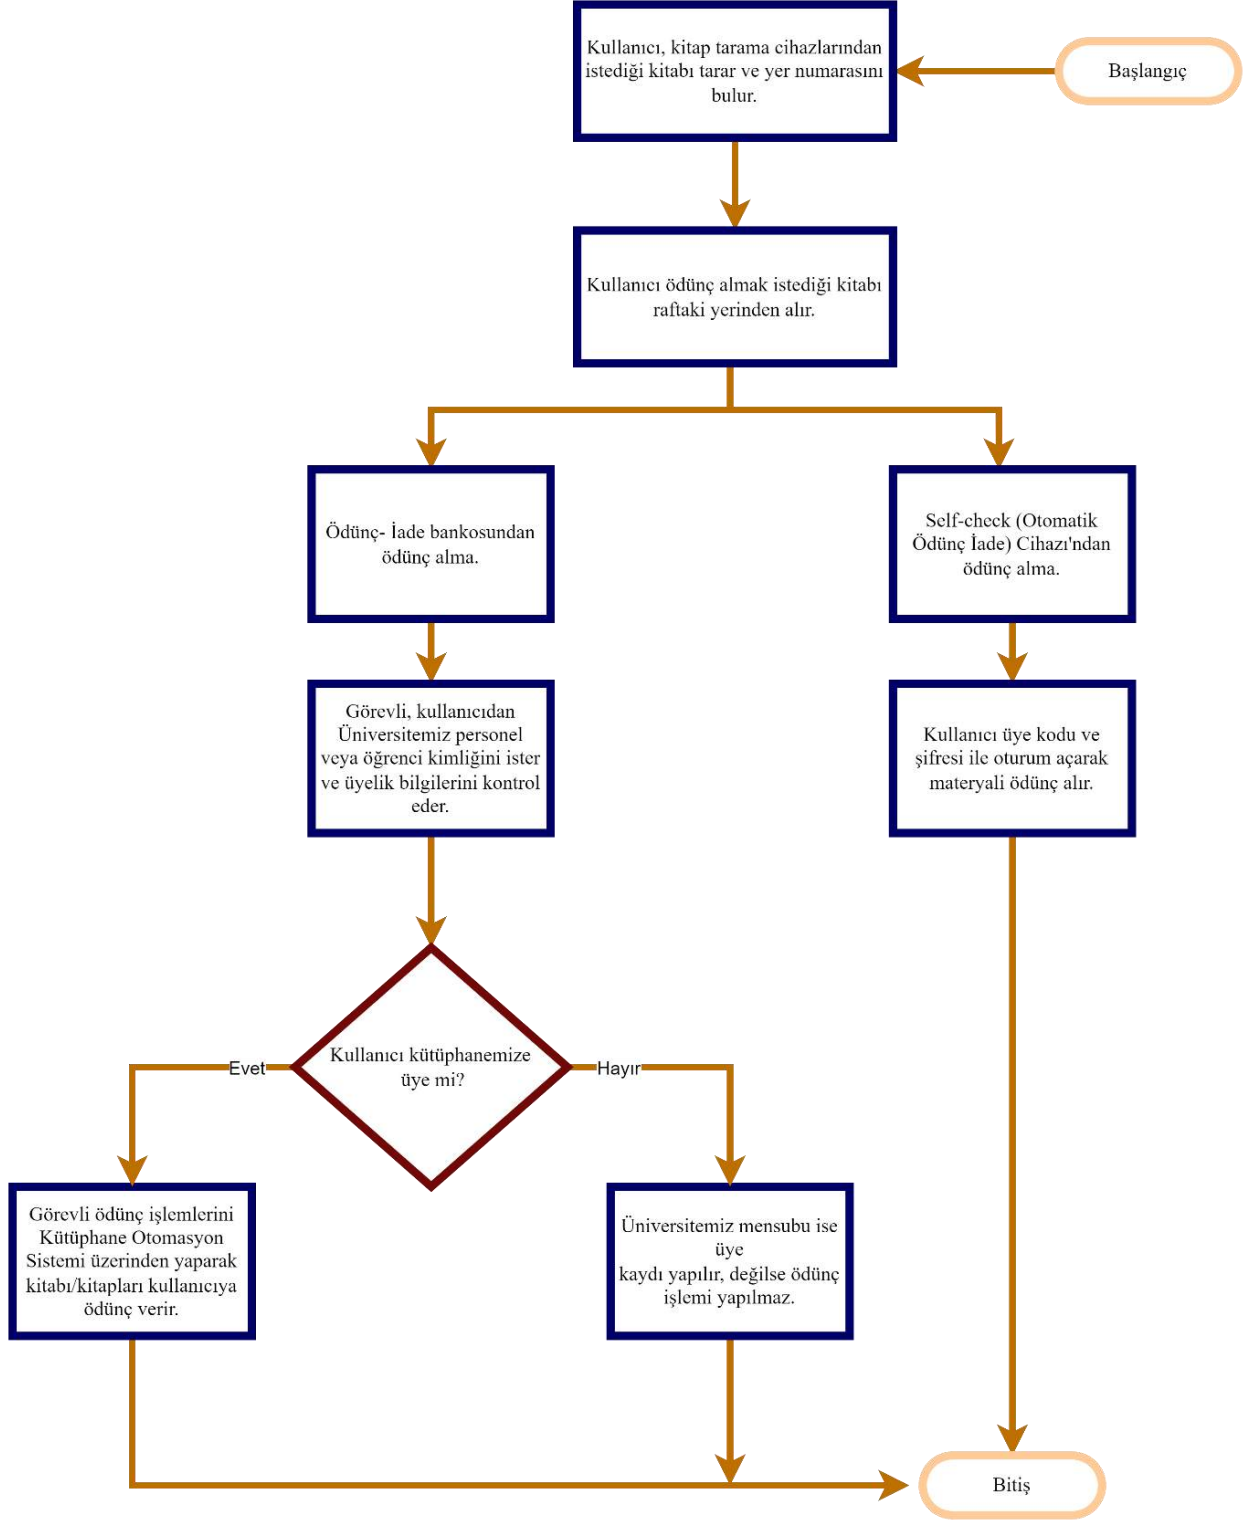 Başlangıç
Kullanıcı, kitap tarama cihazlarından
istediği kitabı tarar ve yer numarasını
bulur.
Kullanıcı ödünç almak istediği kitabı
raftaki yerinden alır.
Ödünç- İade bankosundan
ödünç alma.
Self-check (Otomatik
Ödünç İade) Cihazı'ndan
ödünç alma.
Görevli, kullanıcıdan
Üniversitemiz personel
veya öğrenci kimliğini ister
ve üyelik bilgilerini kontrol
eder.
Kullanıcı üye kodu ve
şifresi ile oturum açarak
materyali ödünç alır.
Kullanıcı kütüphanemize
üye mi?
Evet
Hayır
Görevli ödünç işlemlerini
Kütüphane Otomasyon
Sistemi üzerinden yaparak
kitabı/kitapları kullanıcıya
ödünç verir.
Üniversitemiz mensubu ise
üye
kaydı yapılır, değilse ödünç
işlemi yapılmaz.
Bitiş